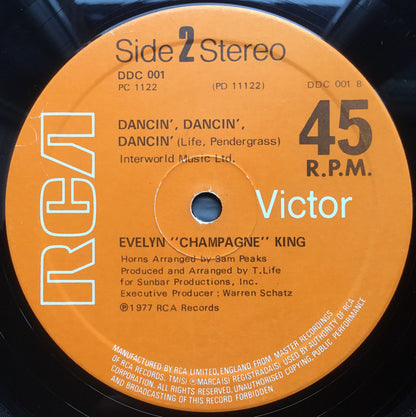 Side 2 Stereo
DDC 001
PC 1122 (PD 11122) DDC 001 B
DANCIN', DANCIN',
DANCIN' (Life, Pendergrass)
Interworld Music Ltd.
45
R.P.M.
RCA
Victor
EVELYN "CHAMPAGNE" KING
Horns Arranged by Sam Peaks
Produced and Arranged by T.Life
for Sunbar Productions, Inc.
Executive Producer : Warren Schatz
℗ 1977 RCA Records
MANUFACTURED BY RCA LIMITED, ENGLAND FROM MASTER RECORDINGS
OF RCA RECORDS. TM(S) ® MARCA(S) REGISTRADA(S) USED BY AUTHORITY OF RCA
CORPORATION. ALL RIGHTS RESERVED. UNAUTHORISED COPYING, PUBLIC PERFORMANCE
AND BROADCASTING OF THIS RECORD FORBIDDEN.